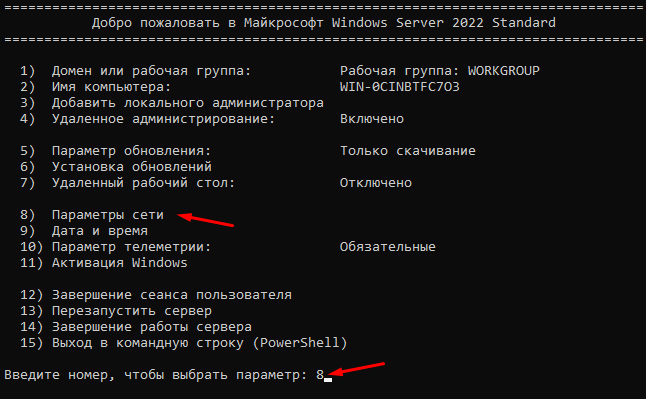 ================================================================================
Добро пожаловать в Майкрософт Windows Server 2022 Standard
================================================================================
1) Домен или рабочая группа: Рабочая группа: WORKGROUP
2) Имя компьютера: WIN-0CINBTFC7O3
3) Добавить локального администратора
4) Удаленное администрирование: Включено
5) Параметр обновления: Только скачивание
6) Установка обновлений
7) Удаленный рабочий стол: Отключено
8) Параметры сети
9) Дата и время
10) Параметр телеметрии: Обязательные
11) Активация Windows
12) Завершение сеанса пользователя
13) Перезапустить сервер
14) Завершение работы сервера
15) Выход в командную строку (PowerShell)
Введите номер, чтобы выбрать параметр: 8